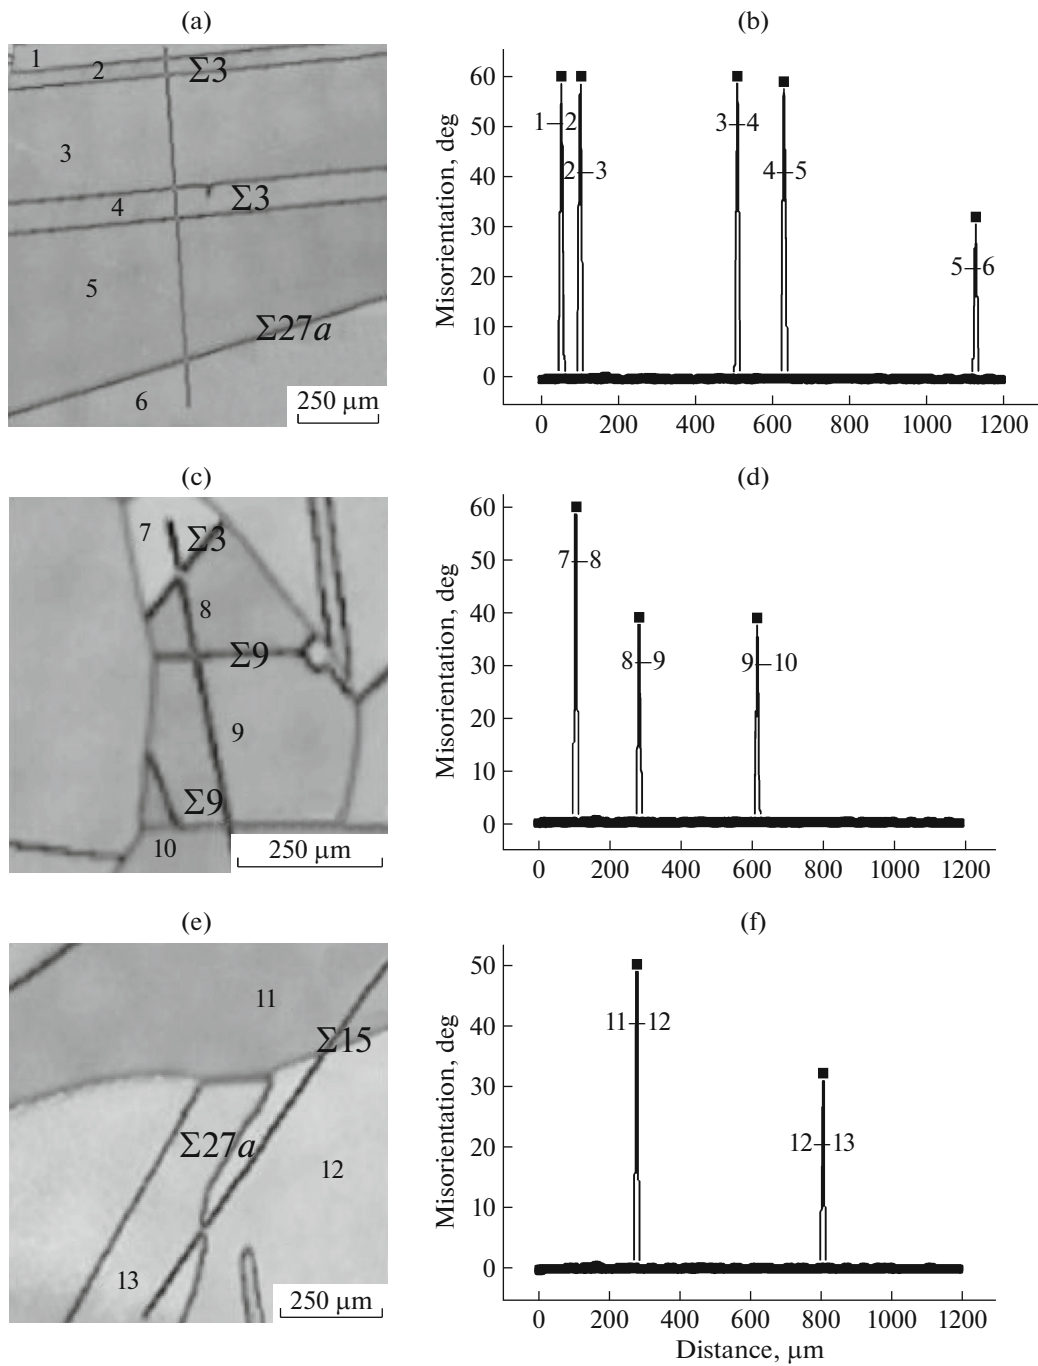 (a)
1
2
Σ3
3
Σ3
4
5
Σ27a
6
250 μm
(b)
Misorientation, deg
60
50
40
30
20
10
0
1–2
2–3
3–4
4–5
5–6
0 200 400 600 800 1000 1200
(c)
7
Σ3
8
Σ9
9
Σ9
10
250 μm
(d)
Misorientation, deg
60
50
40
30
20
10
0
7–8
8–9
9–10
0 200 400 600 800 1000 1200
(e)
11
Σ15
Σ27a
12
13
250 μm
(f)
Misorientation, deg
50
40
30
20
10
0
11–12
12–13
0 200 400 600 800 1000 1200
Distance, μm